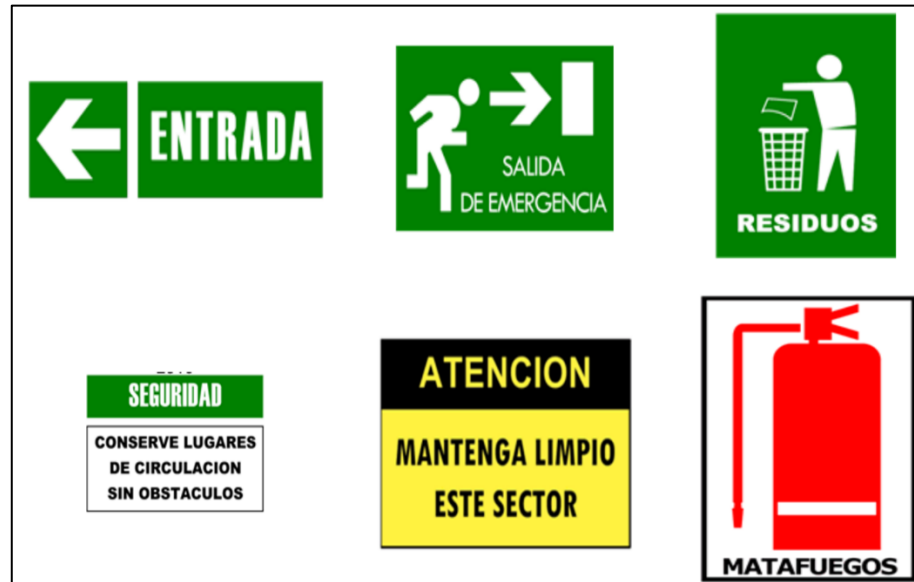 ENTRADA
SALIDA
DE EMERGENCIA
RESIDUOS
SEGURIDAD
CONSERVE LUGARES
DE CIRCULACION
SIN OBSTACULOS
ATENCION
MANTENGA LIMPIO
ESTE SECTOR
MATAFUEGOS